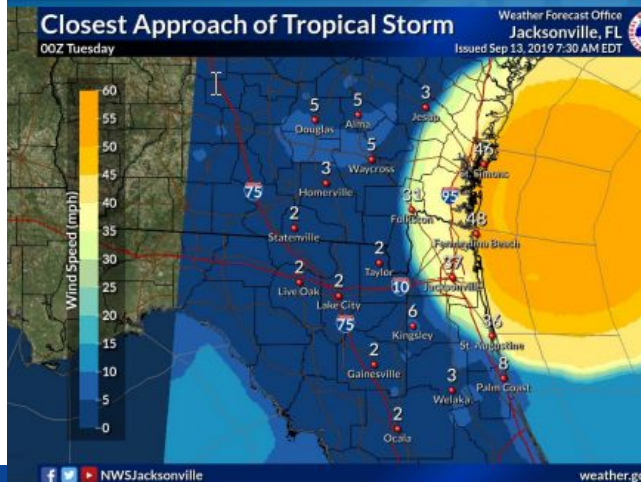 Closest Approach of Tropical Storm
00Z Tuesday
Weather Forecast Office
Jacksonville, FL
Issued Sep 13, 2019 7:30 AM EDT
Wind Speed (mph)
60
55
50
45
40
35
30
25
20
15
10
5
0
5
Douglas
5
Alma
3
Jesup
5
Waycross
46
St. Simons
3
Homerville
75
31
Folkston
95
2
Statenville
48
Fernandina Beach
2
Taylor
37
Jacksonville
2
Live Oak
2
Lake City
10
75
6
Kingsley
36
St. Augustine
2
Gainesville
3
Welaka
8
Palm Coast
2
Ocala
NWSJacksonville
weather.go